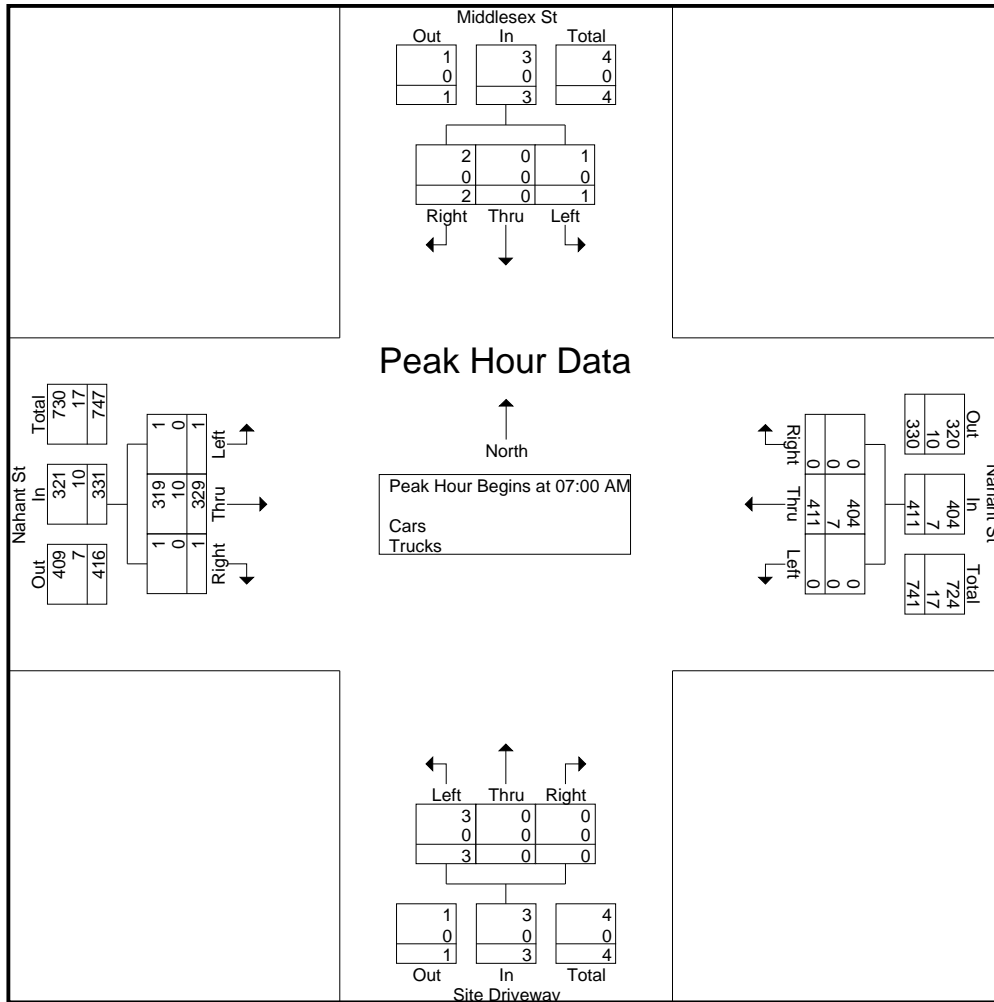 Middlesex St
Out In Total
1 3 4
0 0 0
1 3 4
2 0 1
0 0 0
2 0 1
Right Thru Left
Peak Hour Data
North
Peak Hour Begins at 07:00 AM
Cars
Trucks
Nahant St
Total In Out
730 321 409
17 10 7
747 331 416
1 319 1
0 10 0
1 329 1
Left Thru Right
Nahant St
Out In Total
320 404 724
10 7 17
330 411 741
0 404 0
0 7 0
0 411 0
Right Thru Left
Left Thru Right
3 0 0
0 0 0
3 0 0
1 3 4
0 0 0
1 3 4
Out In Total
Site Driveway